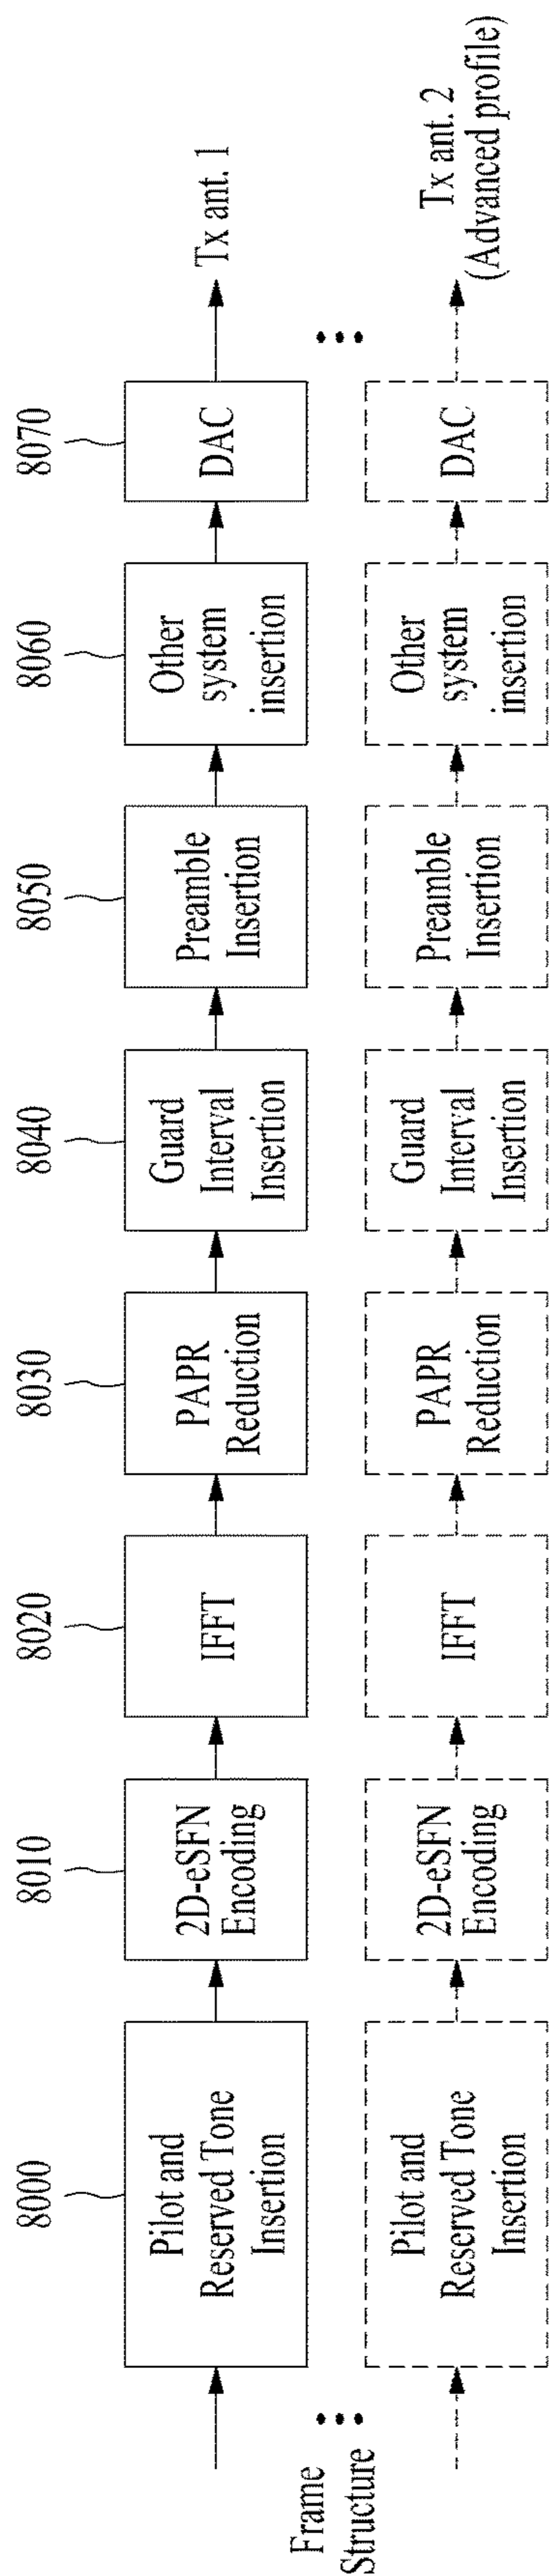 8000
8010
8020
8030
8040
8050
8060
8070
Pilot and
Reserved Tone
Insertion
2D-eSFN
Encoding
IFFT
PAPR
Reduction
Guard
Interval
Insertion
Preamble
Insertion
Other
system
insertion
DAC
Tx ant. 1
Frame
Structure
Pilot and
Reserved Tone
Insertion
2D-eSFN
Encoding
IFFT
PAPR
Reduction
Guard
Interval
Insertion
Preamble
Insertion
Other
system
insertion
DAC
Tx ant. 2
(Advanced profile)